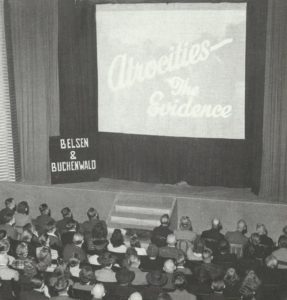 Atrocities—
The
Evidence
BELSEN
&
BUCHENWALD